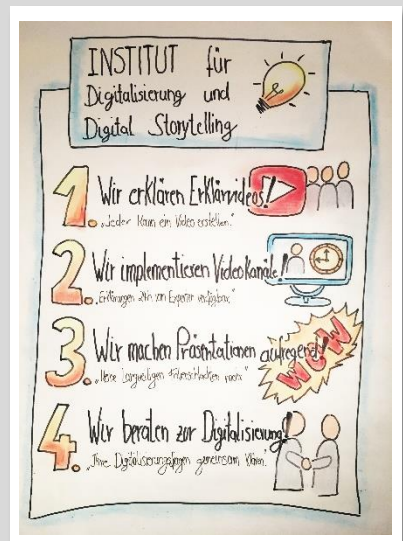 INSTITUT für
Digitalisierung und
Digital Storytelling
1. Wir erklären Erklärvideos!
"Jeder kann ein Video erstellen."
2. Wir implementieren Videokanäle!
"Erklärungen von Experten verfügbar."
3. Wir machen Präsentationen aufregend!
WOW
"Keine langweiligen mehr."
4. Wir beraten zur Digitalisierung!
"Ihre Digitalisierungsfragen gemeinsam klären."